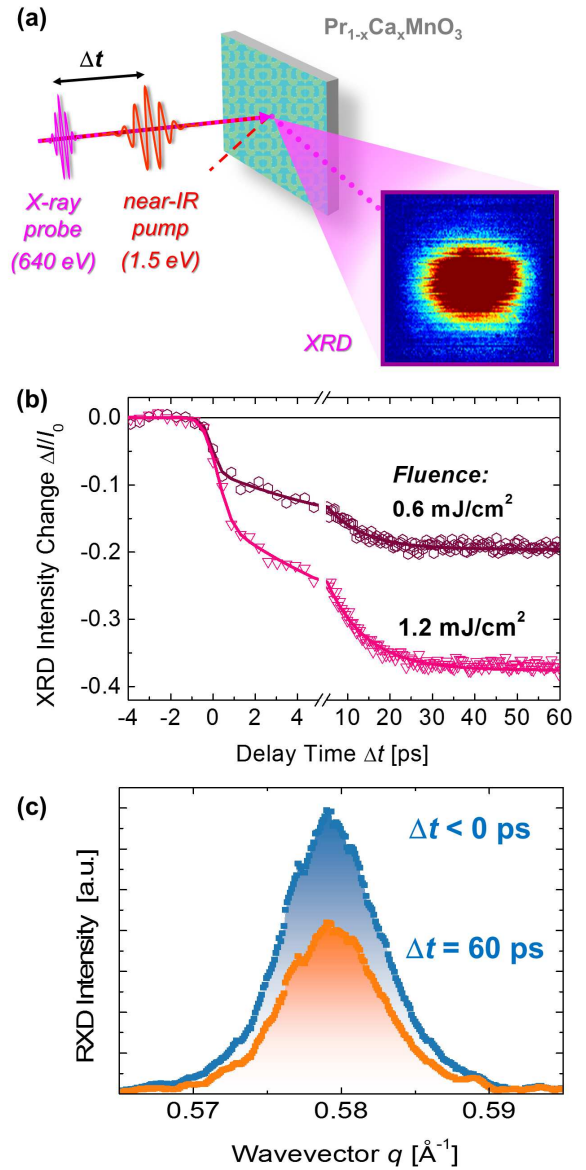 (a)
Pr1-xCaxMnO3
Δt
X-ray
probe
(640 eV)
near-IR
pump
(1.5 eV)
XRD
(b)
XRD Intensity Change ΔI/I0
0.0
-0.1
-0.2
-0.3
-0.4
Fluence:
0.6 mJ/cm²
1.2 mJ/cm²
-4 -2 0 2 4 10 20 30 40 50 60
Delay Time Δt [ps]
(c)
RXD Intensity [a.u.]
Δt < 0 ps
Δt = 60 ps
0.57 0.58 0.59
Wavevector q [Å⁻¹]